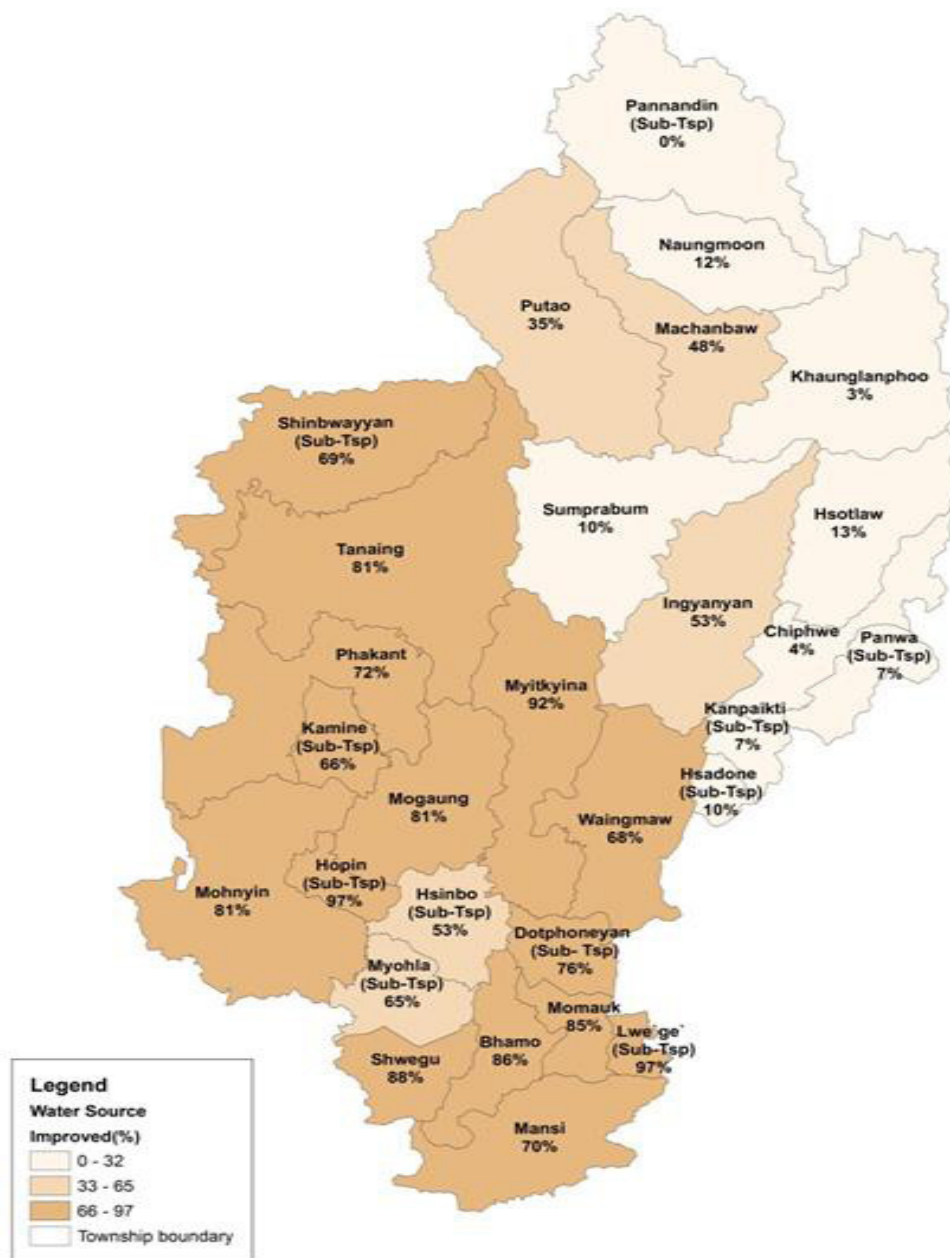 Pannandin
(Sub-Tsp)
0%
Naungmoon
12%
Putao
35%
Machanbaw
48%
Khaunglanphoo
3%
Shinbwayyan
(Sub-Tsp)
69%
Sumprabum
10%
Hsotlaw
13%
Tanaing
81%
Ingyanyan
53%
Chiphwe
4%
Panwa
(Sub-Tsp)
7%
Phakant
72%
Myitkyina
92%
Kanpaikti
(Sub-Tsp)
7%
Kamine
(Sub-Tsp)
66%
Hsadone
(Sub-Tsp)
10%
Mogaung
81%
Waingmaw
68%
Hopin
(Sub-Tsp)
97%
Mohnyin
81%
Hsinbo
(Sub-Tsp)
53%
Dotphoneyan
(Sub- Tsp)
76%
Myohla
(Sub-Tsp)
65%
Momauk
85%
Lwe`ge`
(Sub-Tsp)
97%
Bhamo
86%
Shwegu
88%
Mansi
70%
Legend
Water Source
Improved(%)
0 - 32
33 - 65
66 - 97
Township boundary